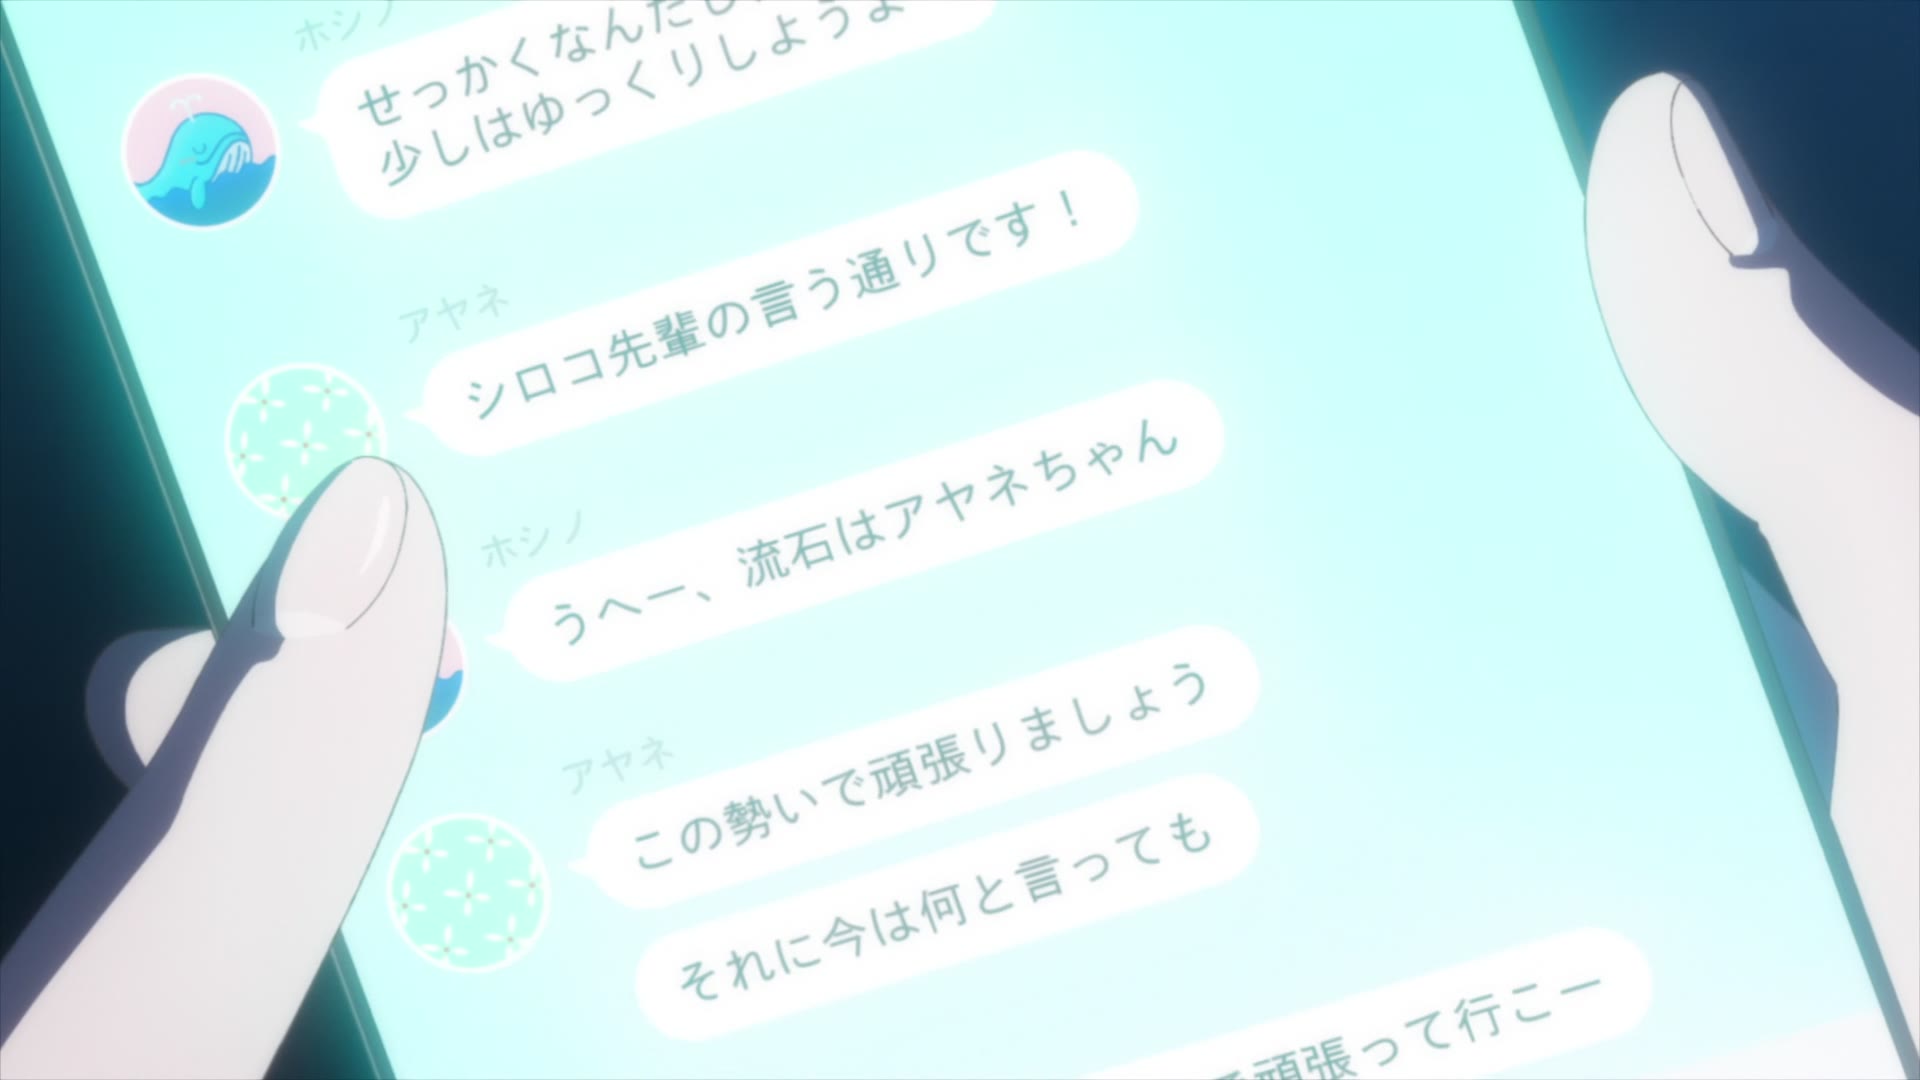 ホシノ
せっかくなんだし
少しはゆっくりしようよ
アヤネ
シロコ先輩の言う通りです！
ホシノ
うへー、流石はアヤネちゃん
アヤネ
この勢いで頑張りましょう
それに今は何と言っても
頑張って行こー